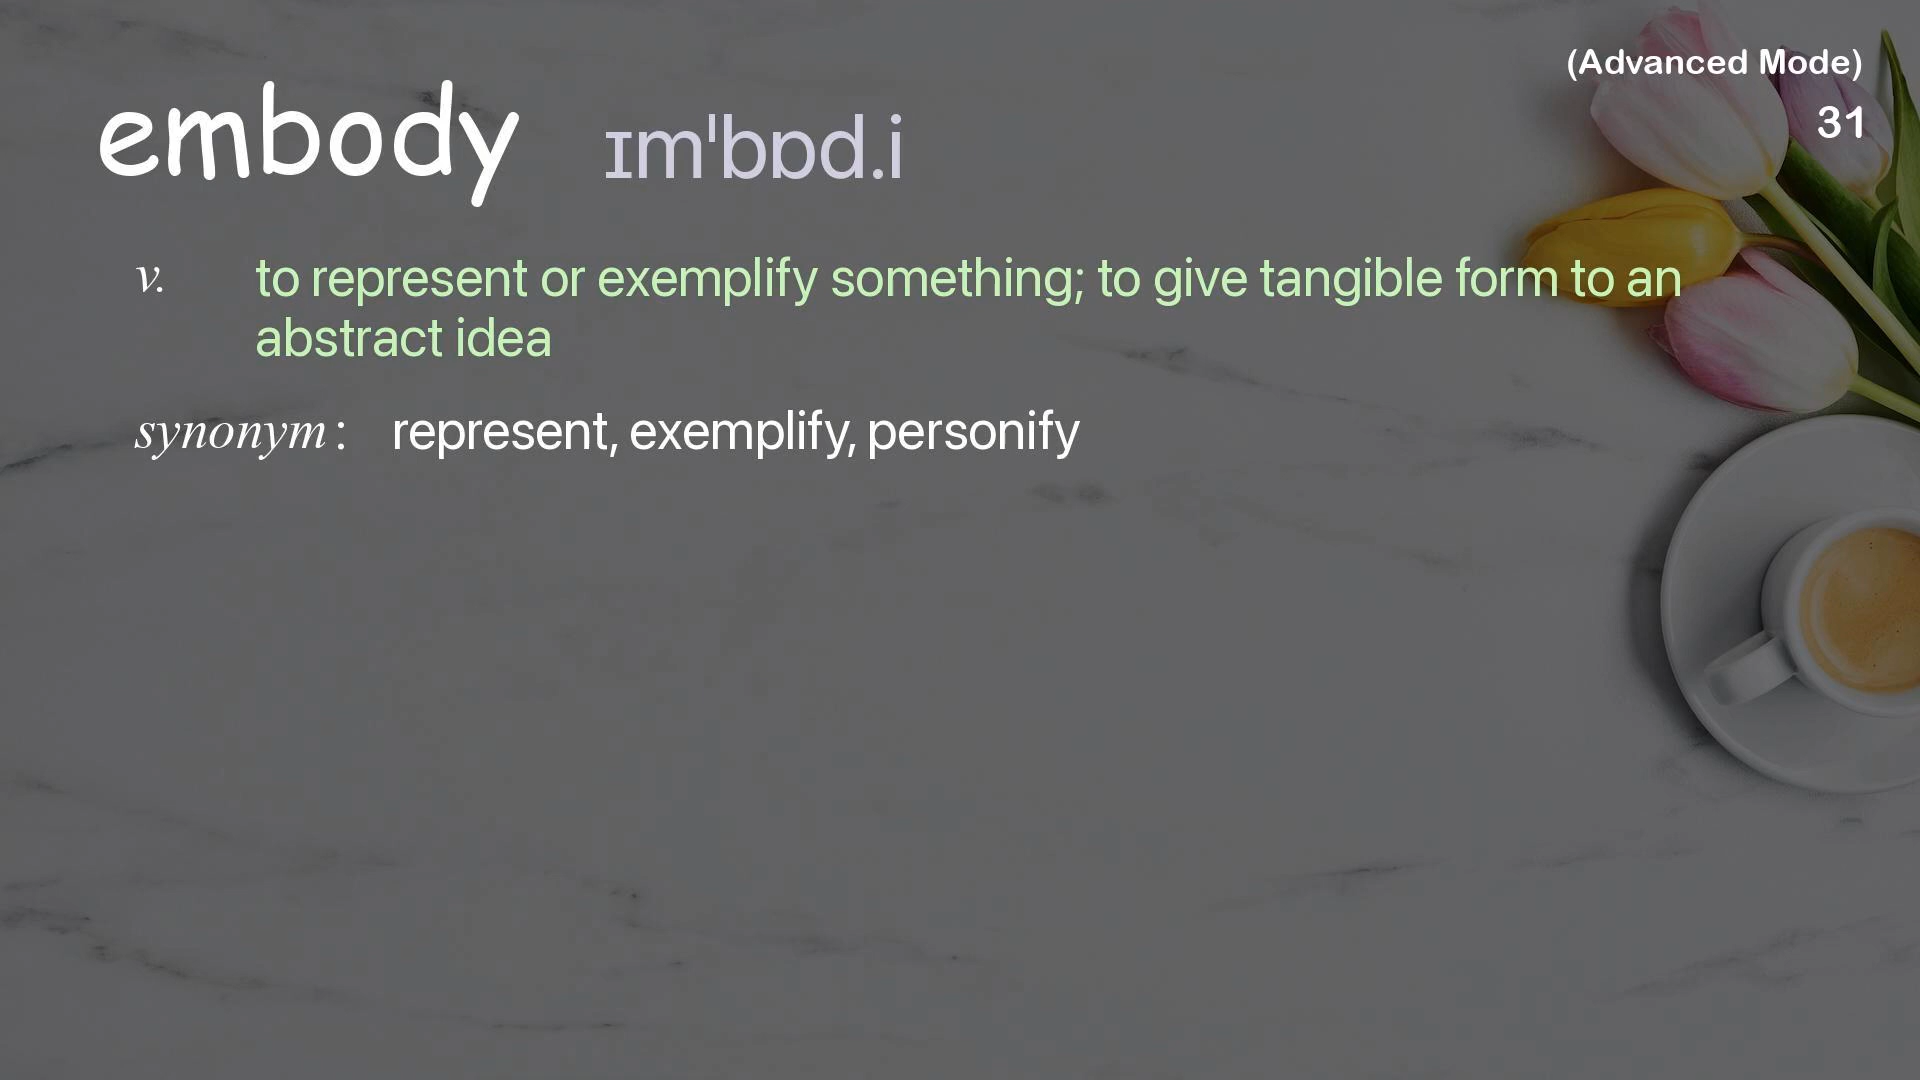 (Advanced Mode)
31
embody ɪmˈbɒd.i
v. to represent or exemplify something; to give tangible form to an
abstract idea
synonym: represent, exemplify, personify